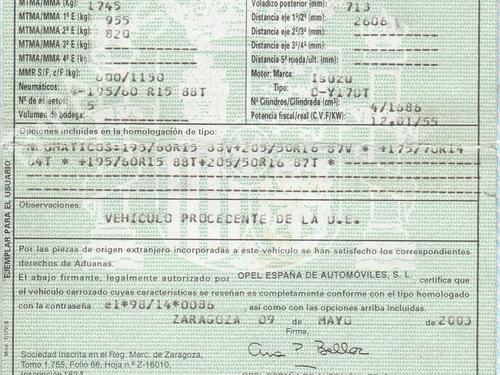 MTMA/MMA (kg): 1745 Voladizo posterior (mm): 713
MTMA/MMA 1ª E (kg): 955 Distancia eje 1º/2º (mm): 2606
MTMA/MMA 2ª E (kg): 820 Distancia eje 2º/3º (mm):
MTMA/MMA 3ª E (kg): Distancia eje 3º/4º (mm):
MTMA/MMA 4ª E (kg): Distancia 5ª rueda/últ. (mm):
MMR S/F, c/F (kg): 600/1150 Motor: Marca: ISUZU
Neumáticos: 4-195/60 R15 88T Tipo: O-Y17DT
Nº de asientos: 5 Nº Cilindros/Cilindrada (cm³): 4/1686
Volumen de bodega: Potencia fiscal/real (C.V.F/KW): 12,01/55
Opciones incluidas en la homologación de tipo:
NEUMATICOS:195/60R15 88V+205/50R16 87V * +175/70R14
84T * +195/60R15 88T+205/50R16 87T *
Observaciones:
VEHICULO PROCEDENTE DE LA U.E.
Por las piezas de origen extranjero incorporadas a este vehículo se han satisfecho los correspondientes
derechos de Aduanas.
El abajo firmante, legalmente autorizado por OPEL ESPAÑA DE AUTOMÓVILES, S. L. certifica que
el vehículo carrozado cuyas características se reseñan es completamente conforme con el tipo homologado
con la contraseña e1*98/14*0086 así como con las opciones arriba incluidas.
ZARAGOZA 09 de MAYO de 2003
Firma,
Sociedad Inscrita en el Reg. Merc. de Zaragoza,
Tomo 1.755, Folio 66, Hoja n.º Z-16010,
EJEMPLAR PARA EL USUARIO